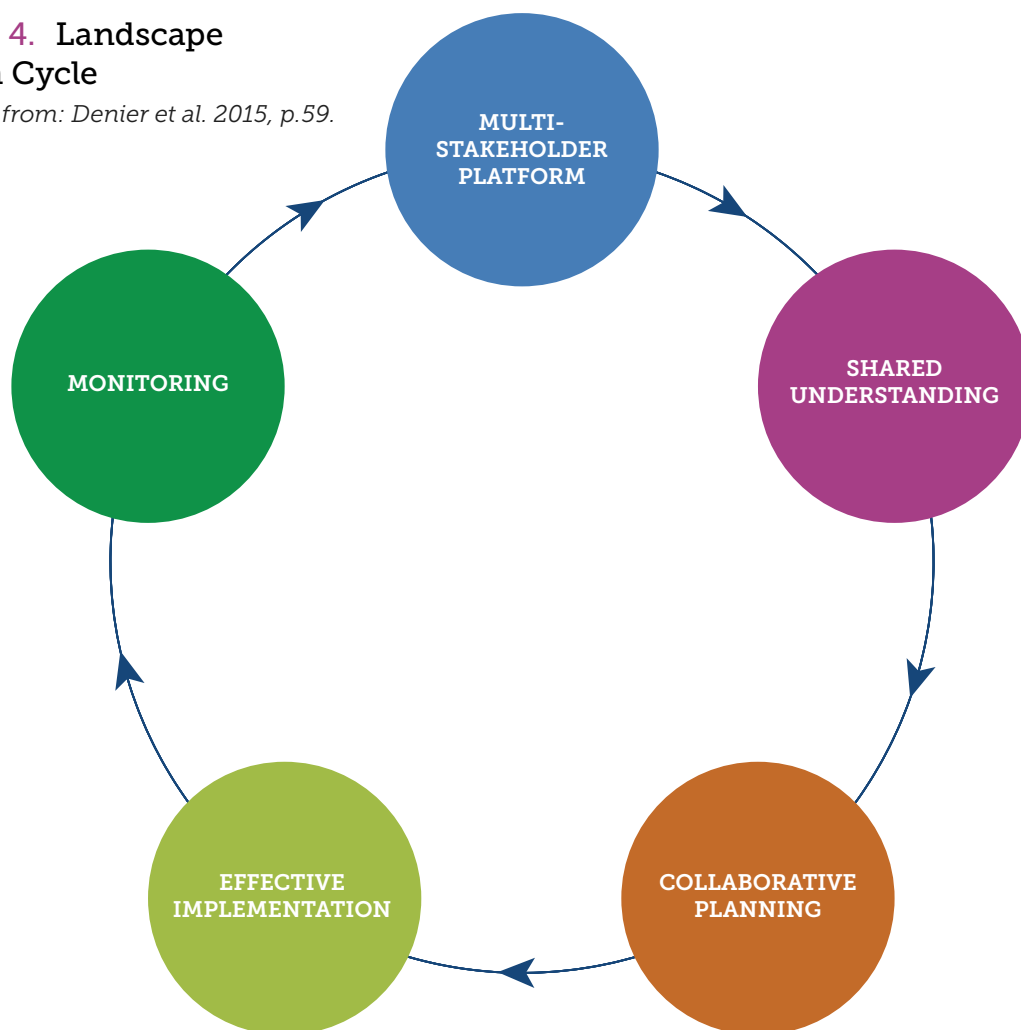 4. Landscape
Cycle
from: Denier et al. 2015, p.59.
MULTI-
STAKEHOLDER
PLATFORM
SHARED
UNDERSTANDING
COLLABORATIVE
PLANNING
EFFECTIVE
IMPLEMENTATION
MONITORING